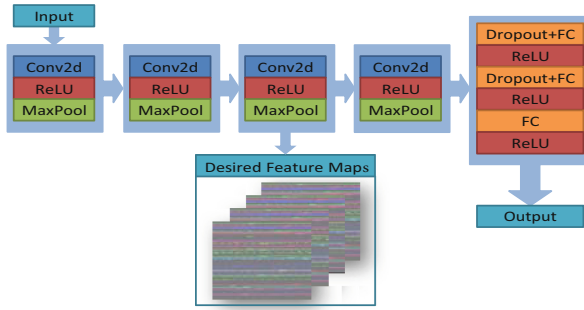 Input
Conv2d
ReLU
MaxPool
Conv2d
ReLU
MaxPool
Conv2d
ReLU
MaxPool
Conv2d
ReLU
MaxPool
Dropout+FC
ReLU
Dropout+FC
ReLU
FC
ReLU
Desired Feature Maps
Output